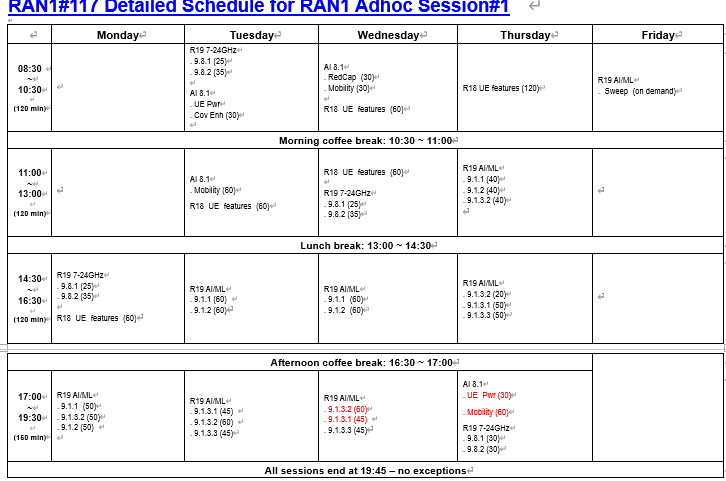 RAN1#117 Detailed Schedule for RAN1 Adhoc Session#1
Monday Tuesday Wednesday Thursday Friday
08:30
~
10:30
(120 min)
R19 7-24GHz
. 9.8.1 (25)
. 9.8.2 (35)
AI 8.1
. UE Pwr
. Cov Enh (30)
AI 8.1
. RedCap (30)
. Mobility (30)
R18 UE features (60)
R18 UE features (120)
R19 AI/ML
. Sweep (on demand)
Morning coffee break: 10:30 ~ 11:00
11:00
~
13:00
(120 min)
AI 8.1
. Mobility (60)
R18 UE features (60)
R18 UE features (60)
R19 7-24GHz
. 9.8.1 (25)
. 9.8.2 (35)
R19 AI/ML
. 9.1.1 (40)
. 9.1.2 (40)
. 9.1.3.2 (40)
Lunch break: 13:00 ~ 14:30
14:30
~
16:30
(120 min)
R19 7-24GHz
. 9.8.1 (25)
. 9.8.2 (35)
R18 UE features (60)
R19 AI/ML
. 9.1.1 (60)
. 9.1.2 (60)
R19 AI/ML
. 9.1.1 (60)
. 9.1.2 (60)
R19 AI/ML
. 9.1.3.2 (20)
. 9.1.3.1 (50)
. 9.1.3.3 (50)
Afternoon coffee break: 16:30 ~ 17:00
17:00
~
19:30
(150 min)
R19 AI/ML
. 9.1.1 (50)
. 9.1.3.2 (50)
. 9.1.2 (50)
R19 AI/ML
. 9.1.3.1 (45)
. 9.1.3.2 (60)
. 9.1.3.3 (45)
R19 AI/ML
. 9.1.3.2 (60)
. 9.1.3.1 (45)
. 9.1.3.3 (45)
AI 8.1
. UE Pwr (30)
. Mobility (60)
R19 7-24GHz
. 9.8.1 (30)
. 9.8.2 (30)
All sessions end at 19:45 – no exceptions